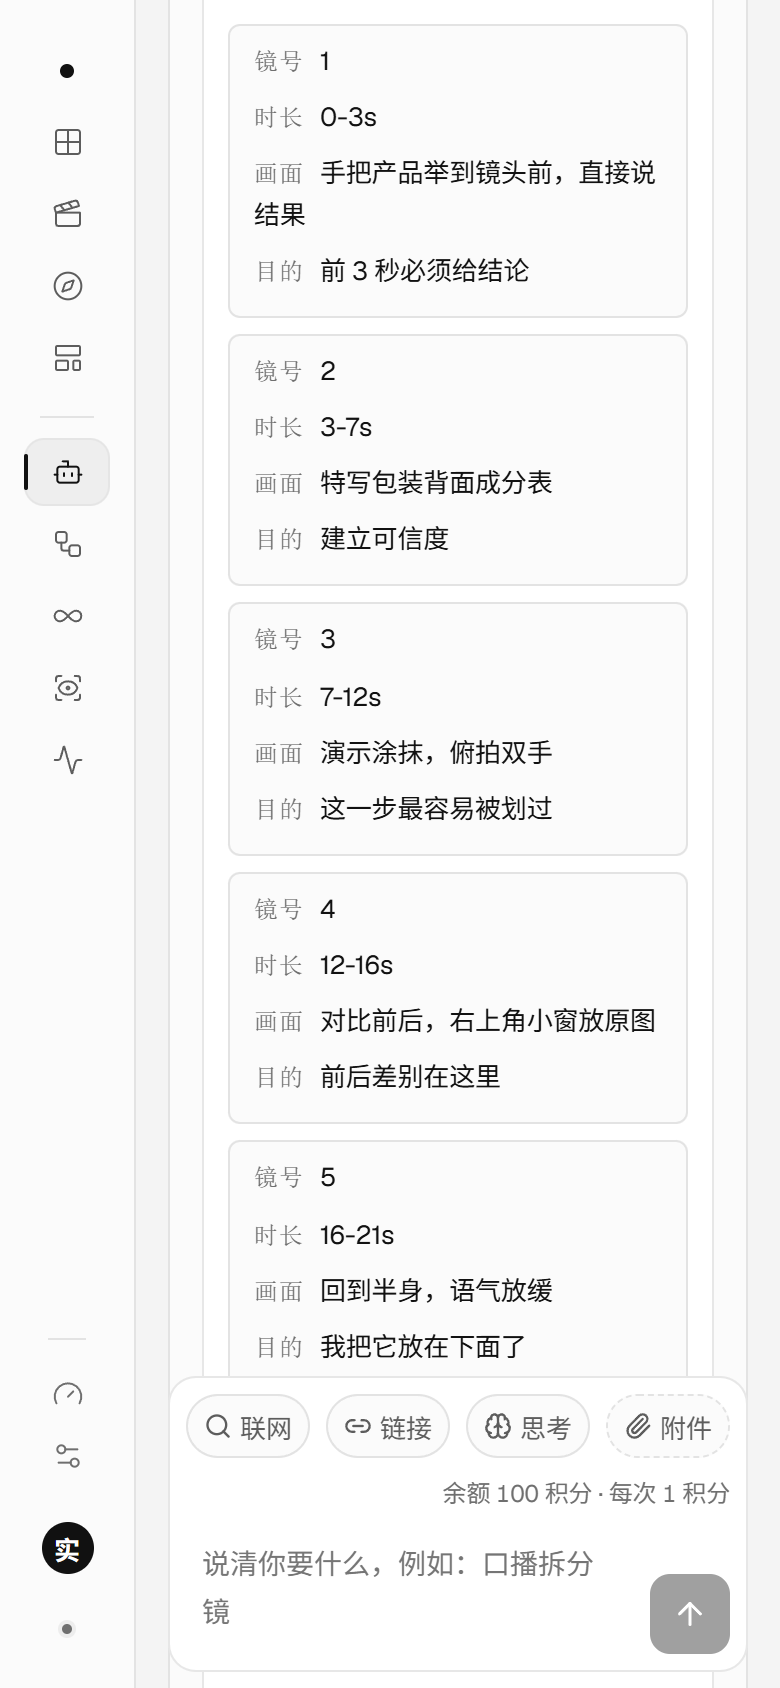 镜号 1
时长 0-3s
画面 手把产品举到镜头前，直接说
结果
目的 前 3 秒必须给结论
镜号 2
时长 3-7s
画面 特写包装背面成分表
目的 建立可信度
镜号 3
时长 7-12s
画面 演示涂抹，俯拍双手
目的 这一步最容易被划过
镜号 4
时长 12-16s
画面 对比前后，右上角小窗放原图
目的 前后差别在这里
镜号 5
时长 16-21s
画面 回到半身，语气放缓
目的 我把它放在下面了
联网 链接 思考 附件
余额 100 积分 · 每次 1 积分
说清你要什么，例如：口播拆分
镜
实